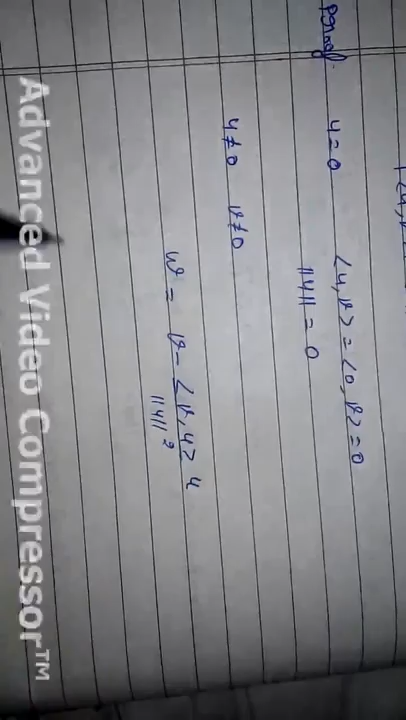 |<u,v
Proof: u=0 <u,v> = <0,v> = 0
||u|| = 0
u≠0 v≠0
w = v - <v,u> u
||u||²
Advanced Video Compressor™